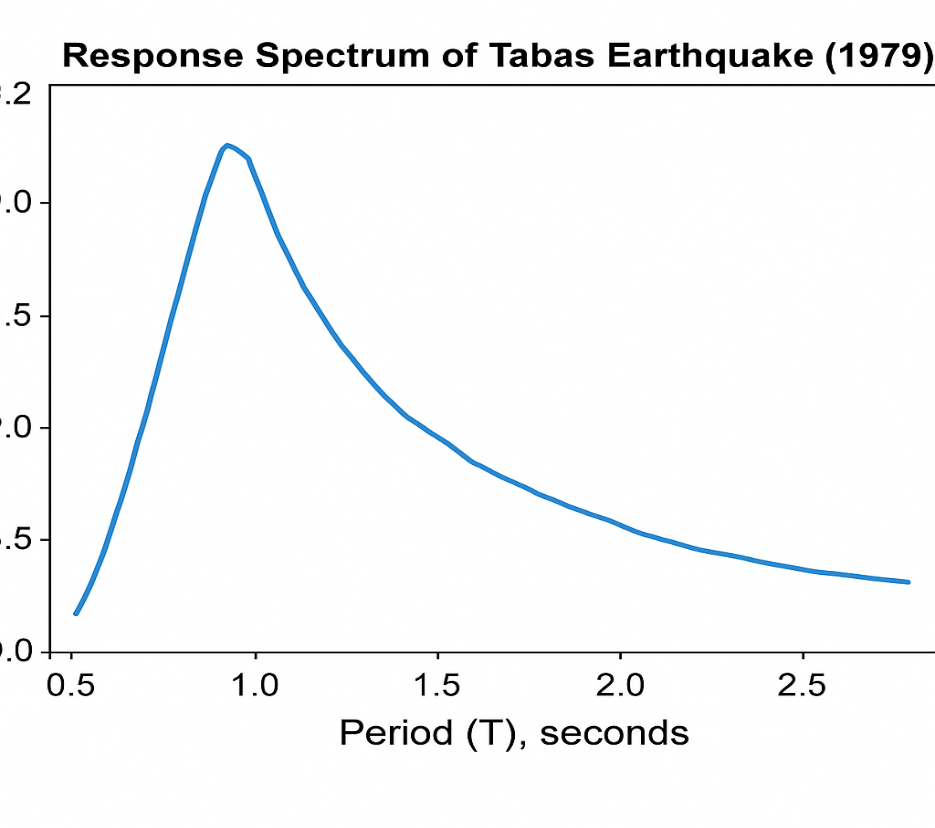 Response Spectrum of Tabas Earthquake (1979)
.2
.0
.5
.0
.5
.0
0.5 1.0 1.5 2.0 2.5
Period (T), seconds